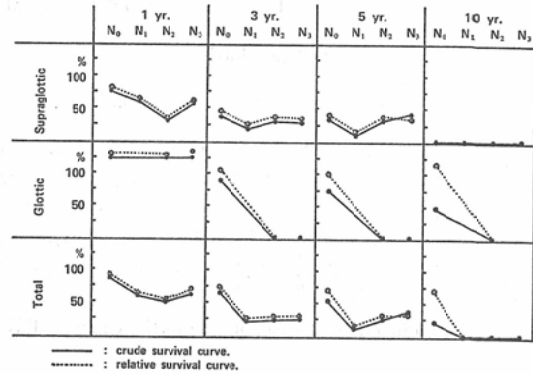 1 yr. 3 yr. 5 yr. 10 yr.
N₀ N₁ N₂ N₃ N₀ N₁ N₂ N₃ N₀ N₁ N₂ N₃ N₁ N₂ N₃
%
100
50
Supraglottic
100
50
Glottic
%
100
50
Total
: crude survival curve.
: relative survival curve.